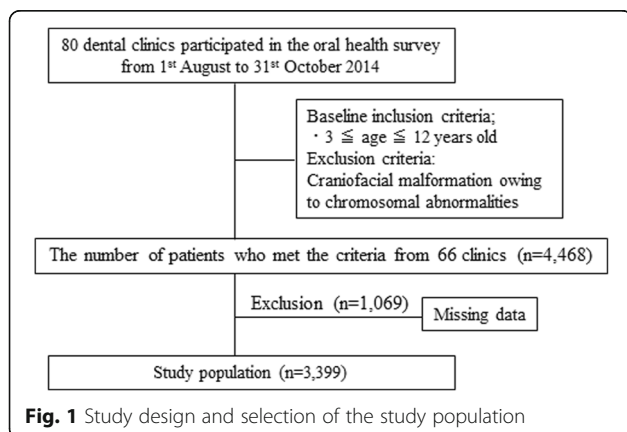 80 dental clinics participated in the oral health survey
from 1st August to 31st October 2014
Baseline inclusion criteria;
・3 ≦ age ≦ 12 years old
Exclusion criteria:
Craniofacial malformation owing
to chromosomal abnormalities
The number of patients who met the criteria from 66 clinics (n=4,468)
Exclusion (n=1,069)
Missing data
Study population (n=3,399)
Fig. 1 Study design and selection of the study population